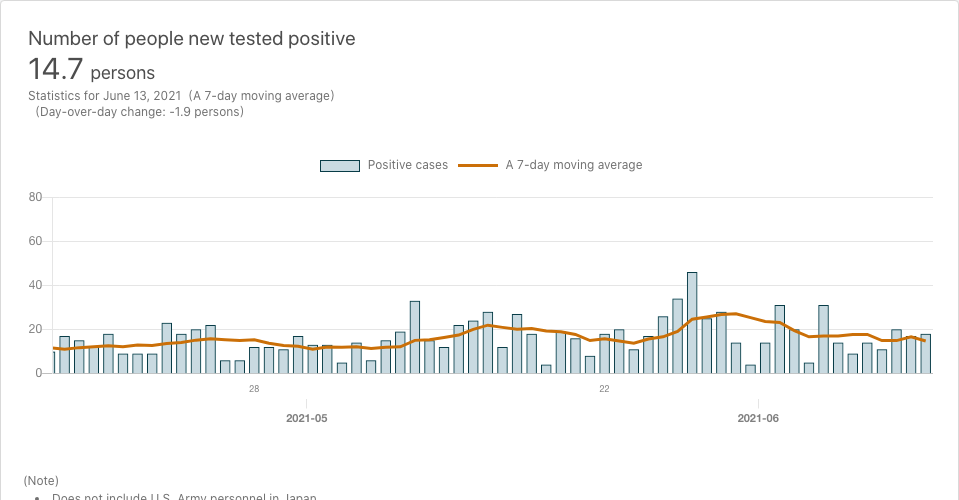 Number of people new tested positive
14.7 persons
Statistics for June 13, 2021 (A 7-day moving average)
(Day-over-day change: -1.9 persons)
Positive cases A 7-day moving average
80
60
40
20
0
28 22
2021-05 2021-06
(Note)
• Does not include U.S. Army personnel in Japan